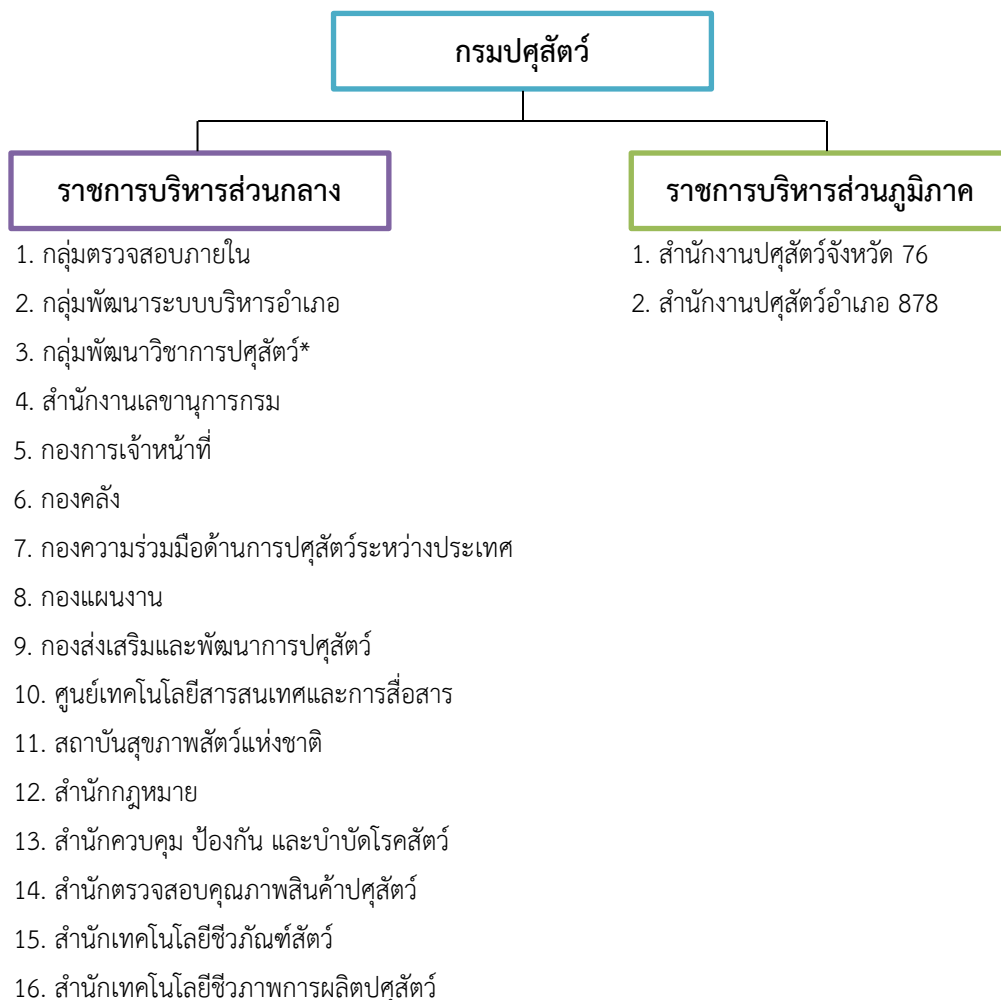 กรมปศุสัตว์
ราชการบริหารส่วนกลาง
1. กลุ่มตรวจสอบภายใน
2. กลุ่มพัฒนาระบบบริหารอำเภอ
3. กลุ่มพัฒนาวิชาการปศุสัตว์*
4. สำนักงานเลขานุการกรม
5. กองการเจ้าหน้าที่
6. กองคลัง
7. กองความร่วมมือด้านการปศุสัตว์ระหว่างประเทศ
8. กองแผนงาน
9. กองส่งเสริมและพัฒนาการปศุสัตว์
10. ศูนย์เทคโนโลยีสารสนเทศและการสื่อสาร
11. สถาบันสุขภาพสัตว์แห่งชาติ
12. สำนักกฎหมาย
13. สำนักควบคุม ป้องกัน และบำบัดโรคสัตว์
14. สำนักตรวจสอบคุณภาพสินค้าปศุสัตว์
15. สำนักเทคโนโลยีชีวภัณฑ์สัตว์
16. สำนักเทคโนโลยีชีวภาพการผลิตปศุสัตว์
ราชการบริหารส่วนภูมิภาค
1. สำนักงานปศุสัตว์จังหวัด 76
2. สำนักงานปศุสัตว์อำเภอ 878